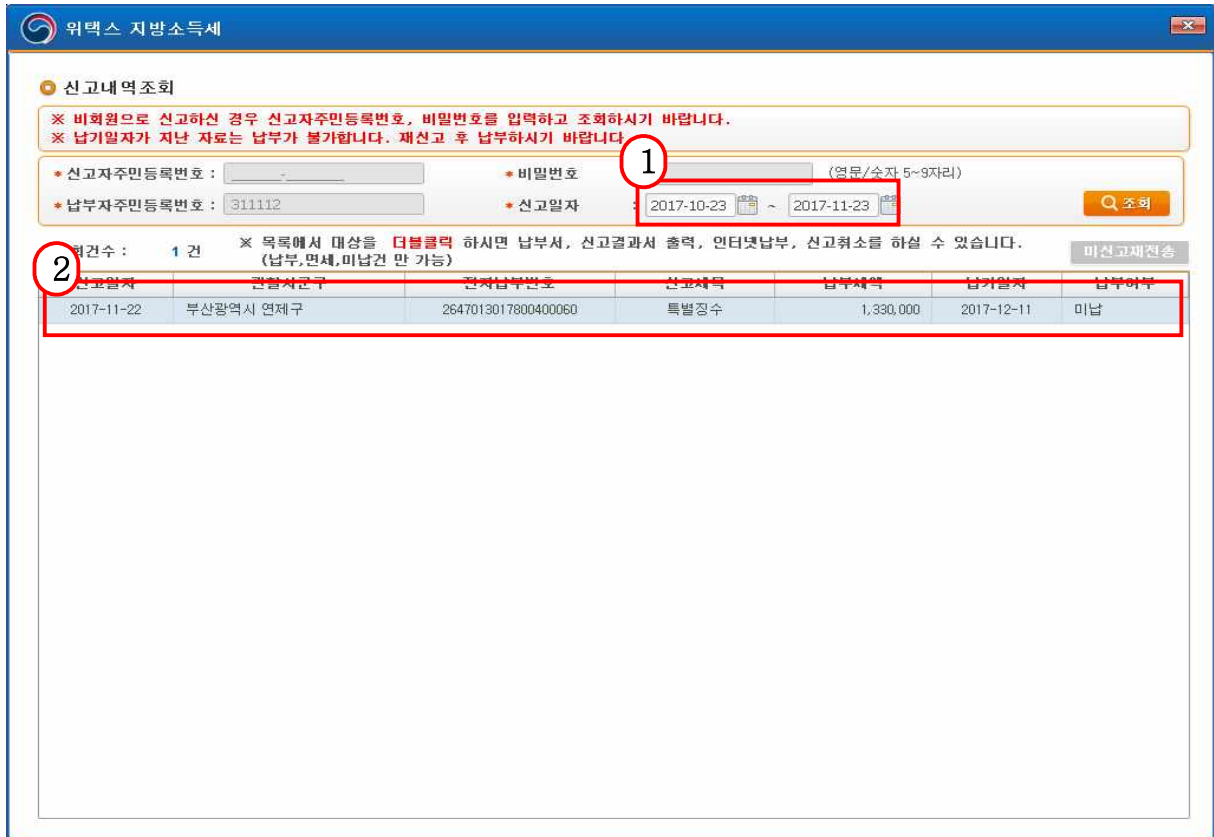 위택스 지방소득세
신고내역조회
※ 비회원으로 신고하신 경우 신고자주민등록번호, 비밀번호를 입력하고 조회하시기 바랍니다.
※ 납기일자가 지난 자료는 납부가 불가합니다. 재신고 후 납부하시기 바랍니다
1
* 신고자주민등록번호 : ______-_______ * 비밀번호 (영문/숫자 5~9자리)
* 납부자주민등록번호 : 311112 * 신고일자 : 2017-10-23 ~ 2017-11-23 조회
회건수 : 1 건 ※ 목록에서 대상을 더블클릭 하시면 납부서, 신고결과서 출력, 인터넷납부, 신고취소를 하실 수 있습니다. 미신고재전송
(납부,면세,미납건 만 가능)
2
신고일자 관할시군구 전자납부번호 신고세목 납부세액 납기일자 납부여부
2017-11-22 부산광역시 연제구 2647013017800400060 특별징수 1,330,000 2017-12-11 미납